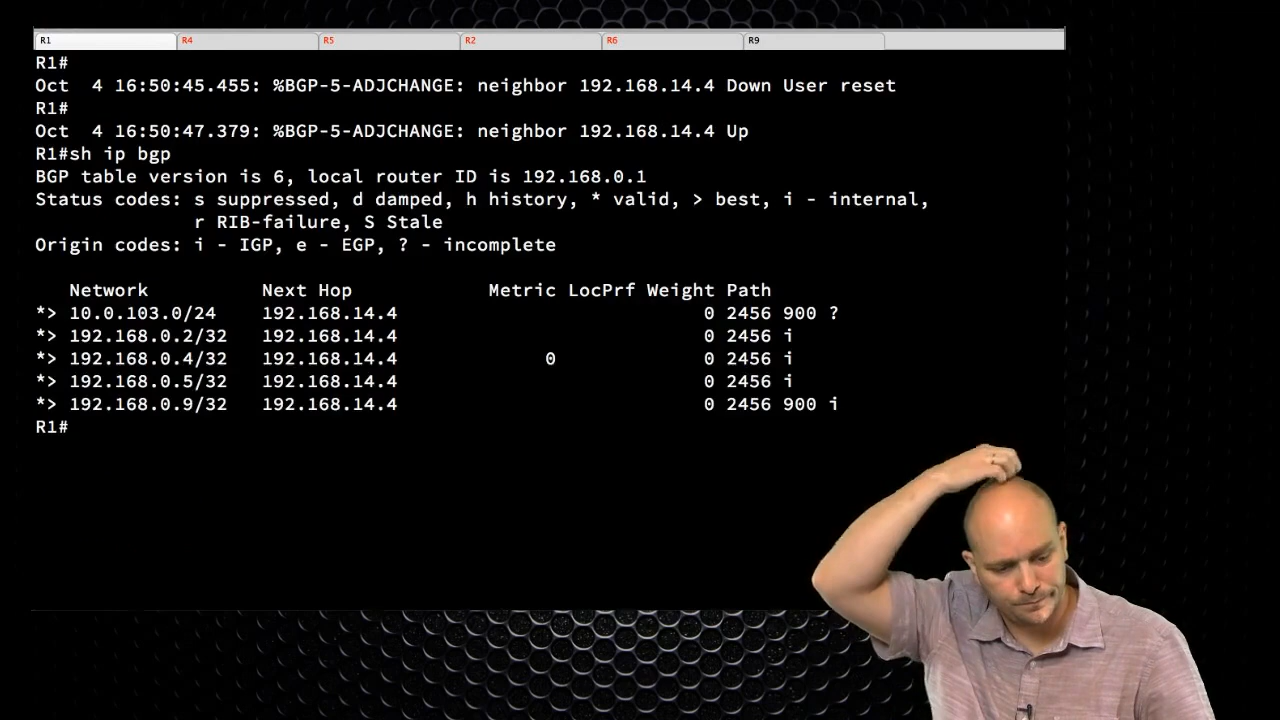 R1 R4 R5 R2 R6 R9
R1#
Oct  4 16:50:45.455: %BGP-5-ADJCHANGE: neighbor 192.168.14.4 Down User reset
R1#
Oct  4 16:50:47.379: %BGP-5-ADJCHANGE: neighbor 192.168.14.4 Up
R1#sh ip bgp
BGP table version is 6, local router ID is 192.168.0.1
Status codes: s suppressed, d damped, h history, * valid, > best, i - internal,
              r RIB-failure, S Stale
Origin codes: i - IGP, e - EGP, ? - incomplete
   Network          Next Hop            Metric LocPrf Weight Path
*> 10.0.103.0/24    192.168.14.4                           0 2456 900 ?
*> 192.168.0.2/32   192.168.14.4                           0 2456 i
*> 192.168.0.4/32   192.168.14.4             0             0 2456 i
*> 192.168.0.5/32   192.168.14.4                           0 2456 i
*> 192.168.0.9/32   192.168.14.4                           0 2456 900 i
R1#